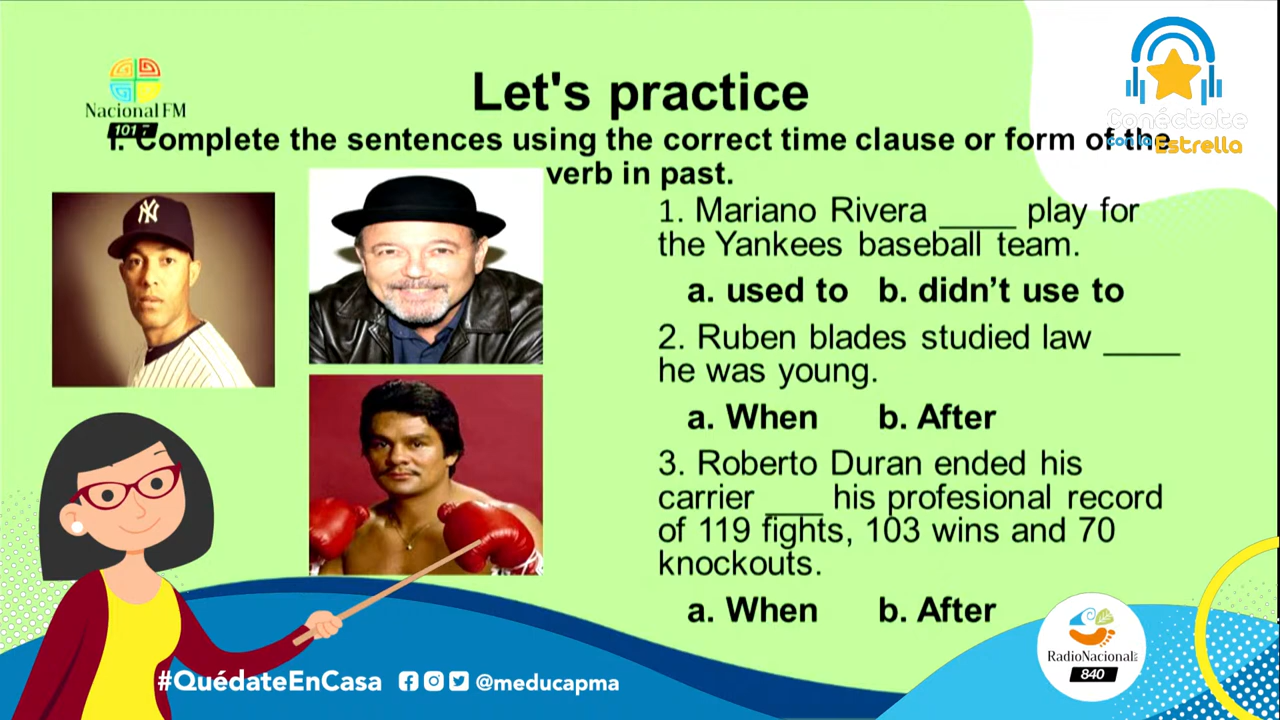 Nacional FM
101
Let's practice
I. Complete the sentences using the correct time clause or form of the
verb in past.
Conéctate
con la Estrella
1. Mariano Rivera _____ play for
the Yankees baseball team.
a. used to b. didn’t use to
2. Ruben blades studied law _____
he was young.
a. When b. After
3. Roberto Duran ended his
carrier ____ his profesional record
of 119 fights, 103 wins and 70
knockouts.
a. When b. After
#QuédateEnCasa @meducapma
RadioNacional
840